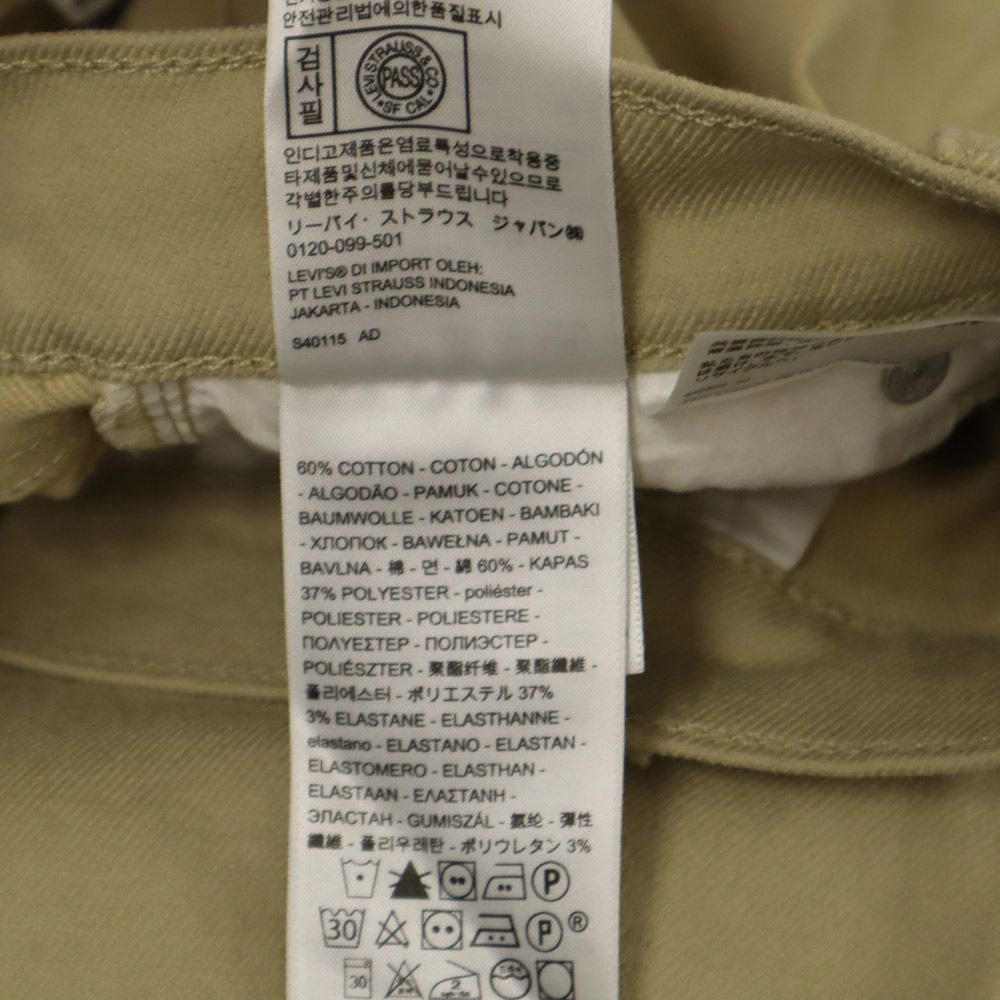 안전관리법에의한품질표시
검사필
LEVI STRAUSS & CO
PASS
SF CAL
인디고제품은염료특성으로착용중
타제품및신체에묻어날수있으므로
각별한주의를당부드립니다
リーバイ・ストラウス ジャパン㈱
0120-099-501
LEVI'S® DI IMPORT OLEH:
PT LEVI STRAUSS INDONESIA
JAKARTA - INDONESIA
S40115 AD
60% COTTON - COTON - ALGODÓN
- ALGODÃO - PAMUK - COTONE -
BAUMWOLLE - KATOEN - BAMBAKI
- ХЛОПОК - BAWEŁNA - PAMUT -
BAVLNA - 棉 - 면 - 綿 60% - KAPAS
37% POLYESTER - poliéster -
POLIESTER - POLIESTERE -
ΠΟΛΥΕΣΤΕΡ - ПОЛИЭСТЕР -
POLIÉSZTER - 聚酯纤维 - 聚酯纖維 -
폴리에스터 - ポリエステル 37%
3% ELASTANE - ELASTHANNE -
elastano - ELASTANO - ELASTAN -
ELASTOMERO - ELASTHAN -
ELASTAAN - ΕΛΑΣΤΑΝΗ -
ЭЛАСТАН - GUMISZÁL - 氨纶 - 彈性
纖維 - 폴리우레탄 - ポリウレタン 3%
P
30 P ®
30 2
リサイクル